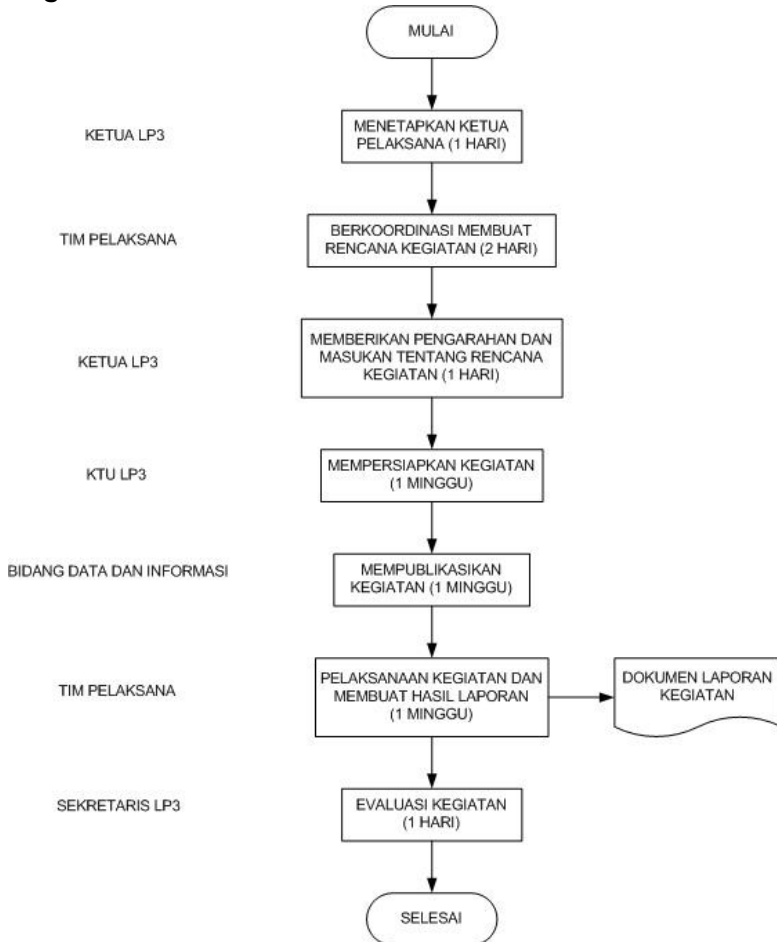 MULAI
KETUA LP3
MENETAPKAN KETUA
PELAKSANA (1 HARI)
TIM PELAKSANA
BERKOORDINASI MEMBUAT
RENCANA KEGIATAN (2 HARI)
KETUA LP3
MEMBERIKAN PENGARAHAN DAN
MASUKAN TENTANG RENCANA
KEGIATAN (1 HARI)
KTU LP3
MEMPERSIAPKAN KEGIATAN
(1 MINGGU)
BIDANG DATA DAN INFORMASI
MEMPUBLIKASIKAN
KEGIATAN (1 MINGGU)
TIM PELAKSANA
PELAKSANAAN KEGIATAN DAN
MEMBUAT HASIL LAPORAN
(1 MINGGU)
DOKUMEN LAPORAN
KEGIATAN
SEKRETARIS LP3
EVALUASI KEGIATAN
(1 HARI)
SELESAI